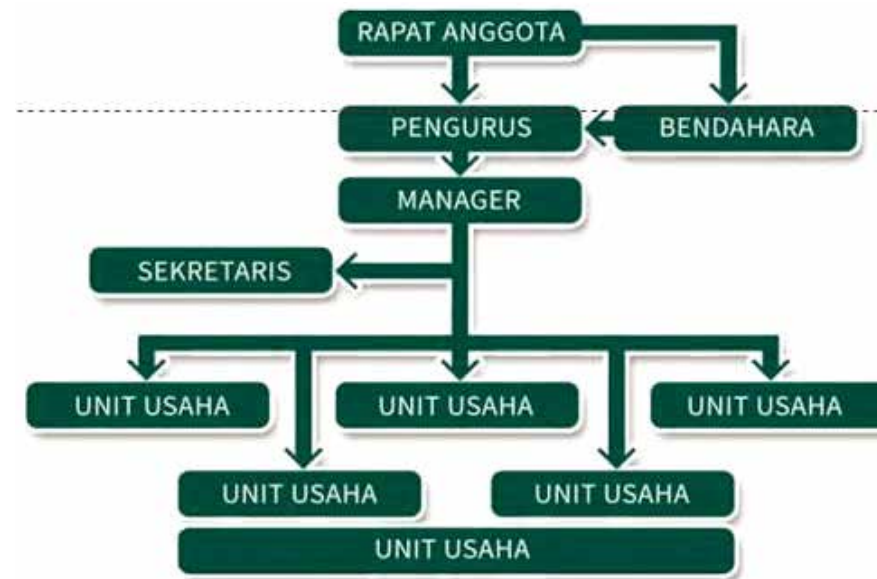 RAPAT ANGGOTA
PENGURUS
BENDAHARA
MANAGER
SEKRETARIS
UNIT USAHA
UNIT USAHA
UNIT USAHA
UNIT USAHA
UNIT USAHA
UNIT USAHA